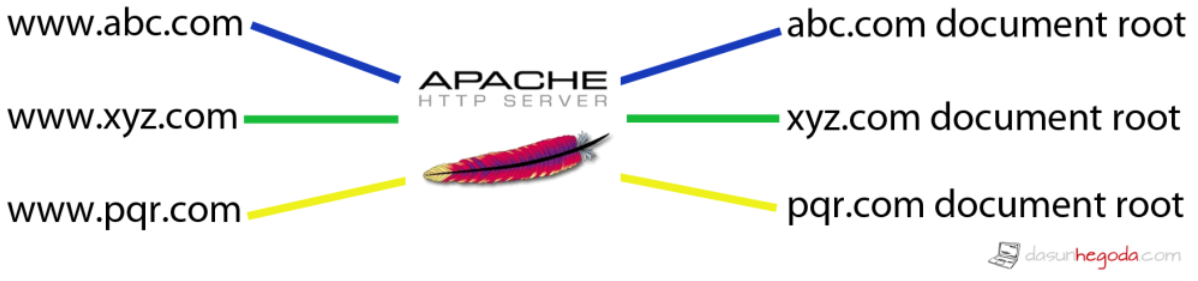 www.abc.com
abc.com document root
APACHE
HTTP SERVER
www.xyz.com
xyz.com document root
www.pqr.com
pqr.com document root
dasunhegoda.com